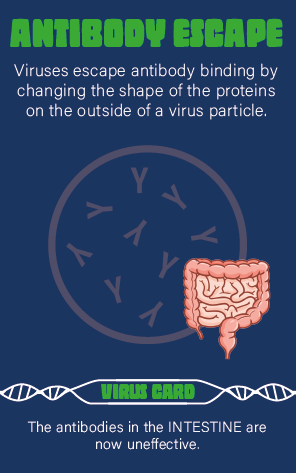 ANTIBODY ESCAPE
Viruses escape antibody binding by
changing the shape of the proteins
on the outside of a virus particle.
VIRUS CARD
The antibodies in the INTESTINE are
now uneffective.